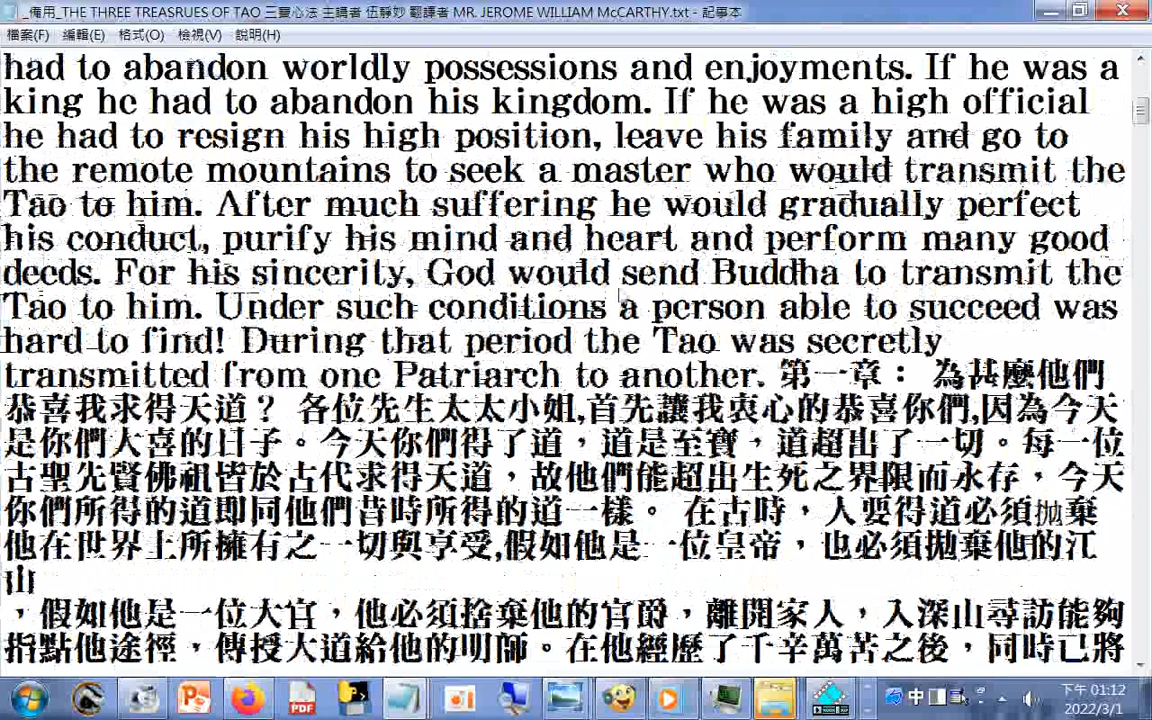 _備用_THE THREE TREASRUES OF TAO 三寶心法 主講者 伍靜妙 翻譯者 MR. JEROME WILLIAM McCARTHY.txt - 記事本
檔案(F) 編輯(E) 格式(O) 檢視(V) 說明(H)
had to abandon worldly possessions and enjoyments. If he was a
king he had to abandon his kingdom. If he was a high official
he had to resign his high position, leave his family and go to
the remote mountains to seek a master who would transmit the
Tao to him. After much suffering he would gradually perfect
his conduct, purify his mind and heart and perform many good
deeds. For his sincerity, God would send Buddha to transmit the
Tao to him. Under such conditions a person able to succeed was
hard to find! During that period the Tao was secretly
transmitted from one Patriarch to another. 第一章： 為甚麼他們
恭喜我求得天道？ 各位先生太太小姐,首先讓我衷心的恭喜你們,因為今天
是你們大喜的日子。今天你們得了道，道是至寶，道超出了一切。每一位
古聖先賢佛祖皆於古代求得天道，故他們能超出生死之界限而永存，今天
你們所得的道即同他們昔時所得的道一樣。 在古時，人要得道必須拋棄
他在世界上所擁有之一切與享受,假如他是一位皇帝，也必須拋棄他的江
山
，假如他是一位大官，他必須捨棄他的官爵，離開家人，入深山尋訪能夠
指點他途徑，傳授大道給他的明師。在他經歷了千辛萬苦之後，同時已將
中
下午 01:12
2022/3/1